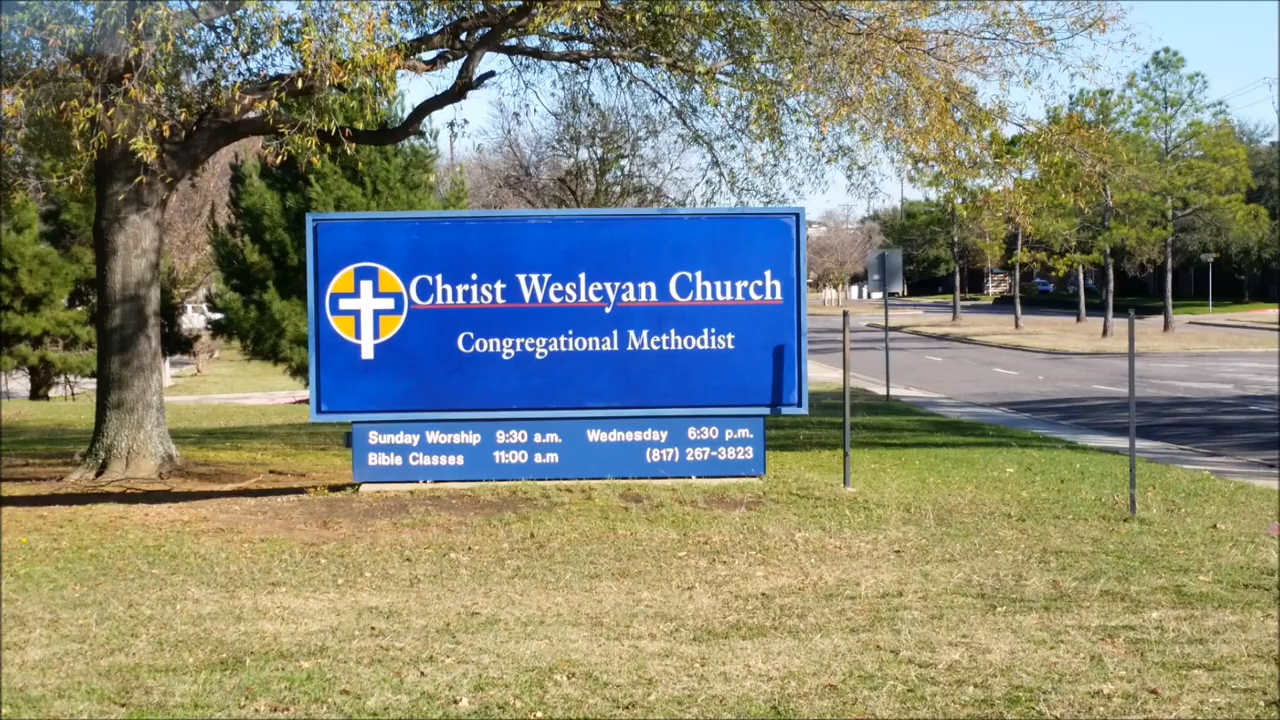 Christ Wesleyan Church
Congregational Methodist
Sunday Worship 9:30 a.m. Wednesday 6:30 p.m.
Bible Classes 11:00 a.m (817) 267-3823